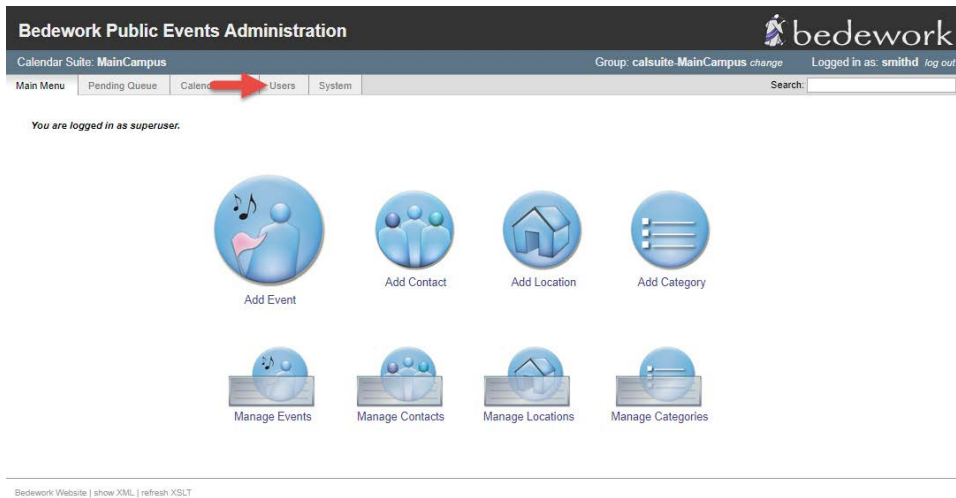 Bedework Public Events Administration
bedework
Calendar Suite: MainCampus
Group: calsuite-MainCampus change
Logged in as: smithd log out
Main Menu
Pending Queue
Users
System
Search:
You are logged in as superuser.
Add Event
Add Contact
Add Location
Add Category
Manage Events
Manage Contacts
Manage Locations
Manage Categories
Bedework Website | show XML | refresh XSLT